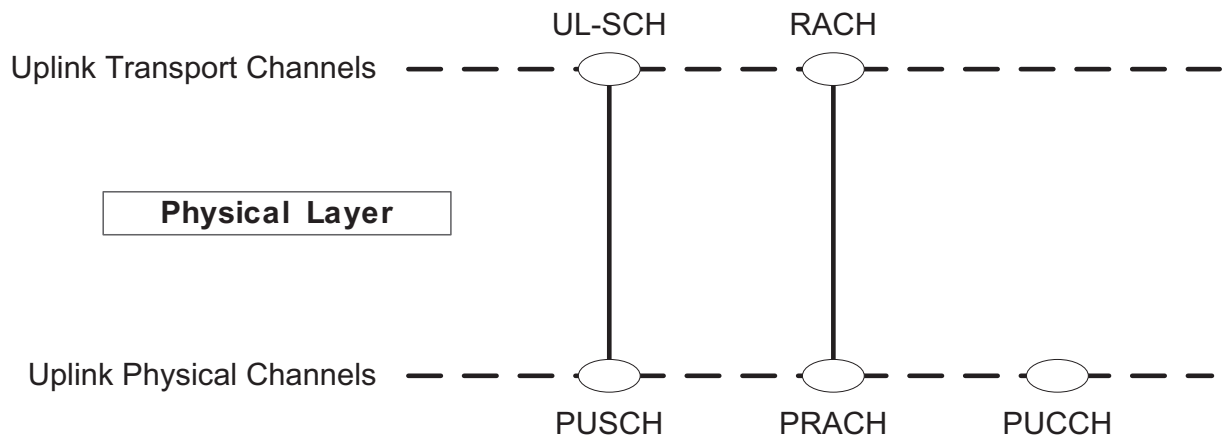 UL-SCH RACH
Uplink Transport Channels
Physical Layer
Uplink Physical Channels
PUSCH PRACH PUCCH